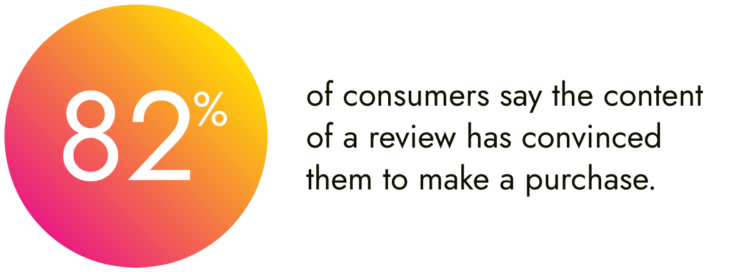 82%
of consumers say the content
of a review has convinced
them to make a purchase.